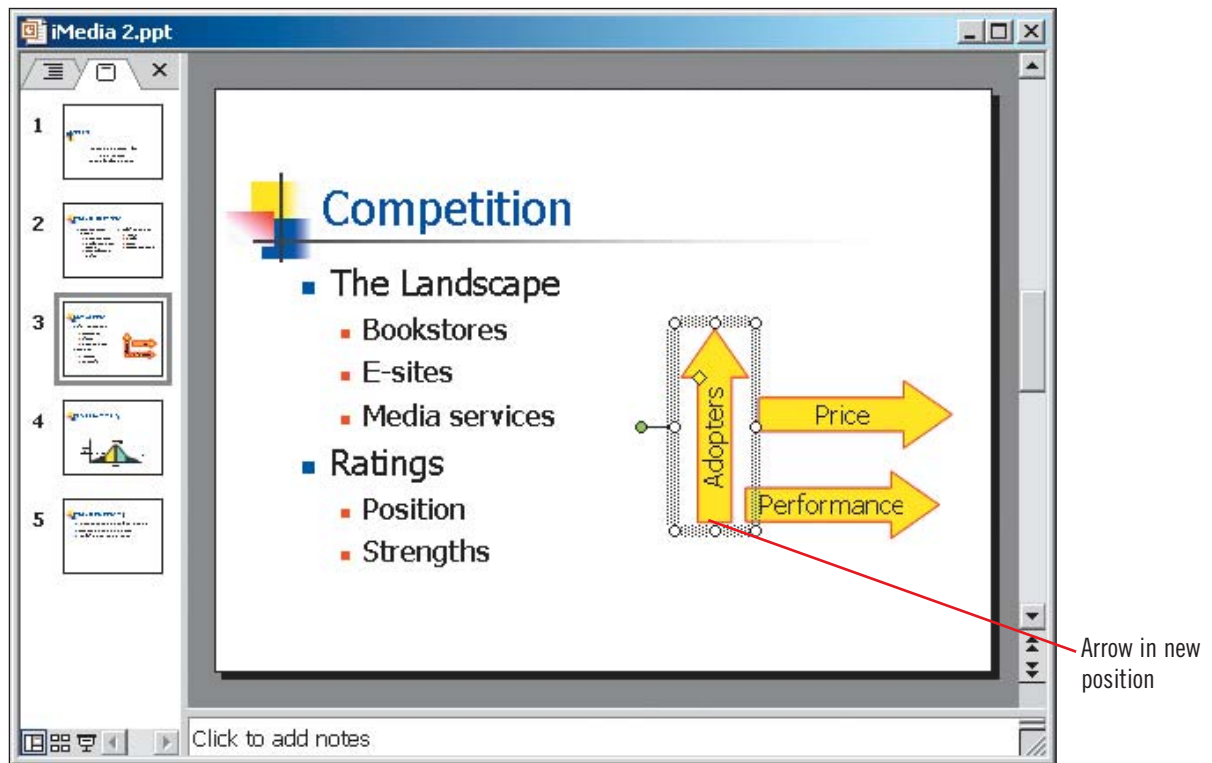 iMedia 2.ppt
1
2
3
4
5
Competition
The Landscape
Bookstores
E-sites
Media services
Ratings
Position
Strengths
Adopters
Price
Performance
Click to add notes
Arrow in new
position